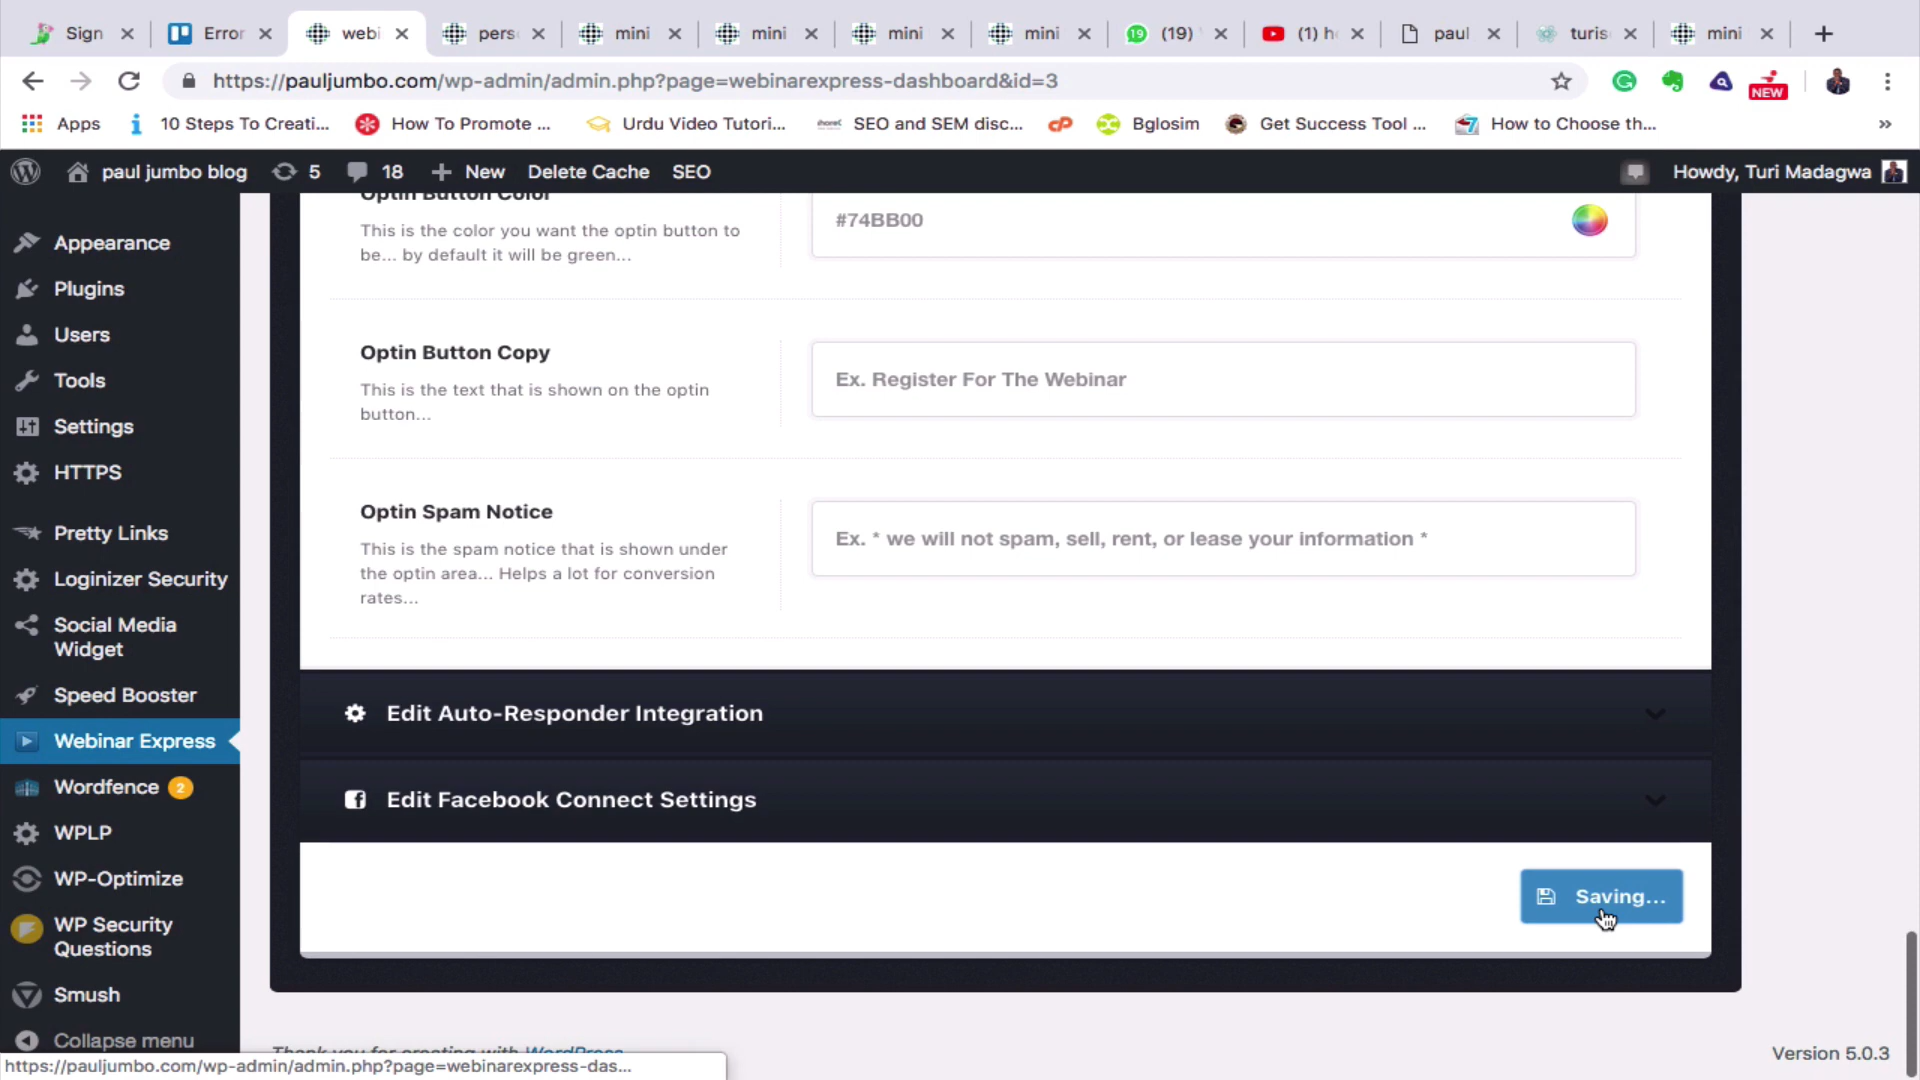 Sign
Error
webi
pers
mini
mini
mini
mini
(19)
(1) h
paul
turis
mini
https://pauljumbo.com/wp-admin/admin.php?page=webinarexpress-dashboard&id=3
NEW
Apps
10 Steps To Creati...
How To Promote ...
Urdu Video Tutori...
SEO and SEM disc...
Bglosim
Get Success Tool ...
How to Choose th...
»
paul jumbo blog
5
18
New
Delete Cache
SEO
Howdy, Turi Madagwa
Appearance
Plugins
Users
Tools
Settings
HTTPS
Pretty Links
Loginizer Security
Social Media
Widget
Speed Booster
Webinar Express
Wordfence 2
WPLP
WP-Optimize
WP Security
Questions
Smush
Collapse menu
Optin Button Color
This is the color you want the optin button to
be... by default it will be green...
#74BB00
Optin Button Copy
This is the text that is shown on the optin
button...
Ex. Register For The Webinar
Optin Spam Notice
This is the spam notice that is shown under
the optin area... Helps a lot for conversion
rates...
Ex. * we will not spam, sell, rent, or lease your information *
Edit Auto-Responder Integration
Edit Facebook Connect Settings
Saving...
Thank you for creating with WordPress
Version 5.0.3
https://pauljumbo.com/wp-admin/admin.php?page=webinarexpress-das...